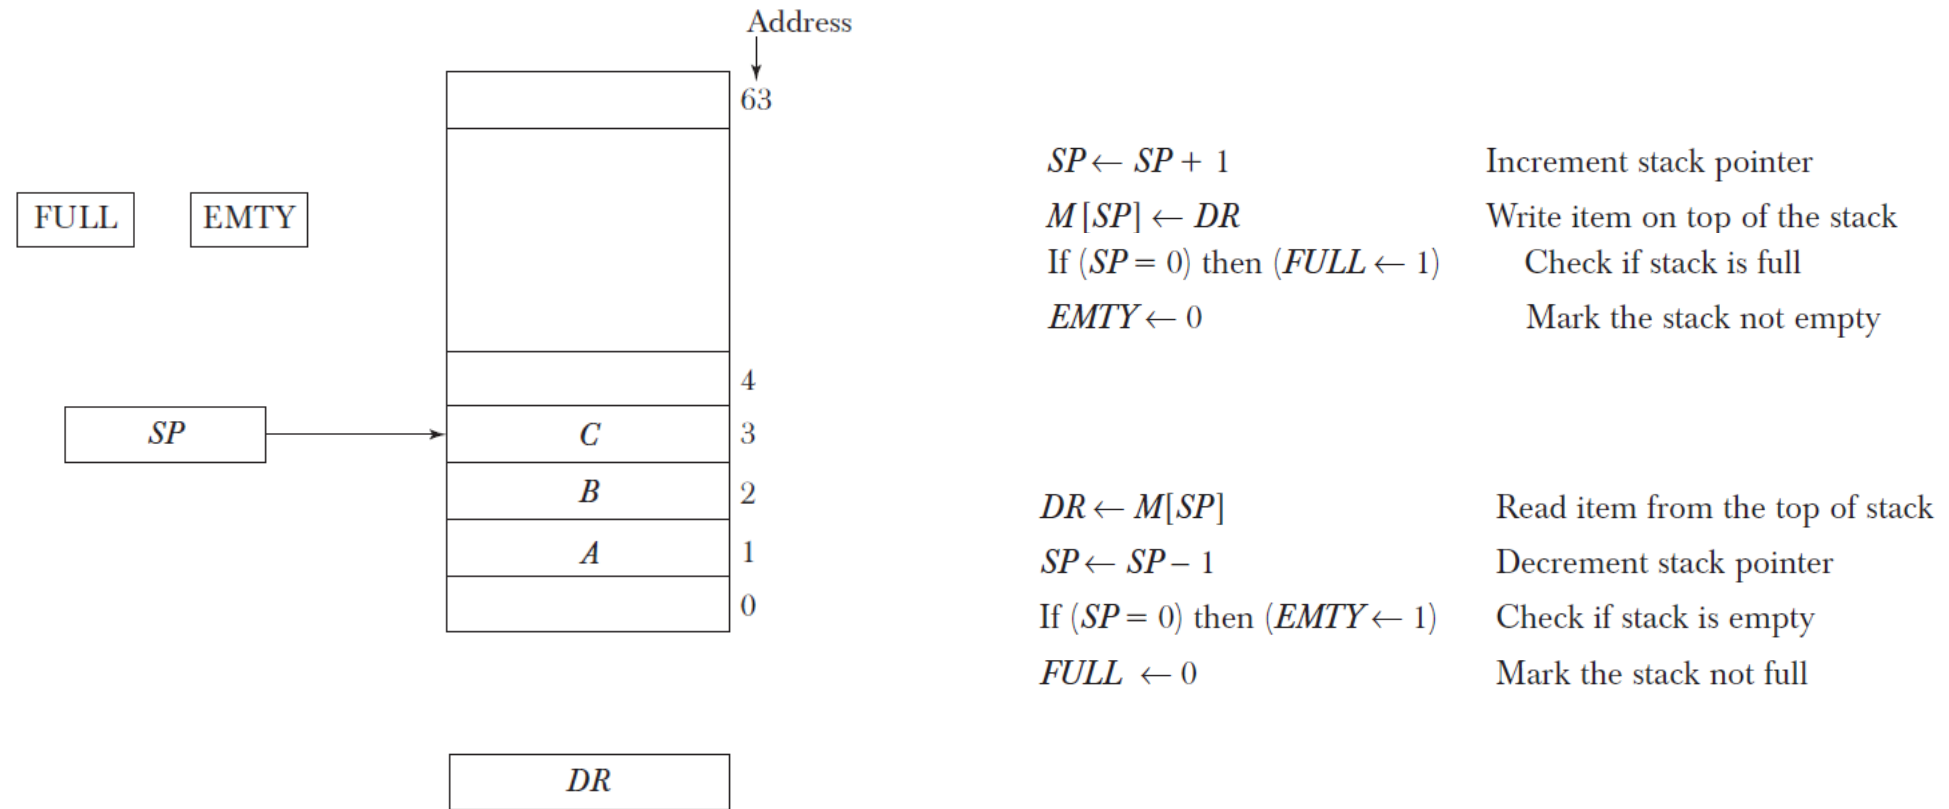 Address
63
FULL EMTY
4
SP C 3
B 2
A 1
0
DR
SP ← SP + 1 Increment stack pointer
M[SP] ← DR Write item on top of the stack
If (SP = 0) then (FULL ← 1) Check if stack is full
EMTY ← 0 Mark the stack not empty
DR ← M[SP] Read item from the top of stack
SP ← SP – 1 Decrement stack pointer
If (SP = 0) then (EMTY ← 1) Check if stack is empty
FULL ← 0 Mark the stack not full